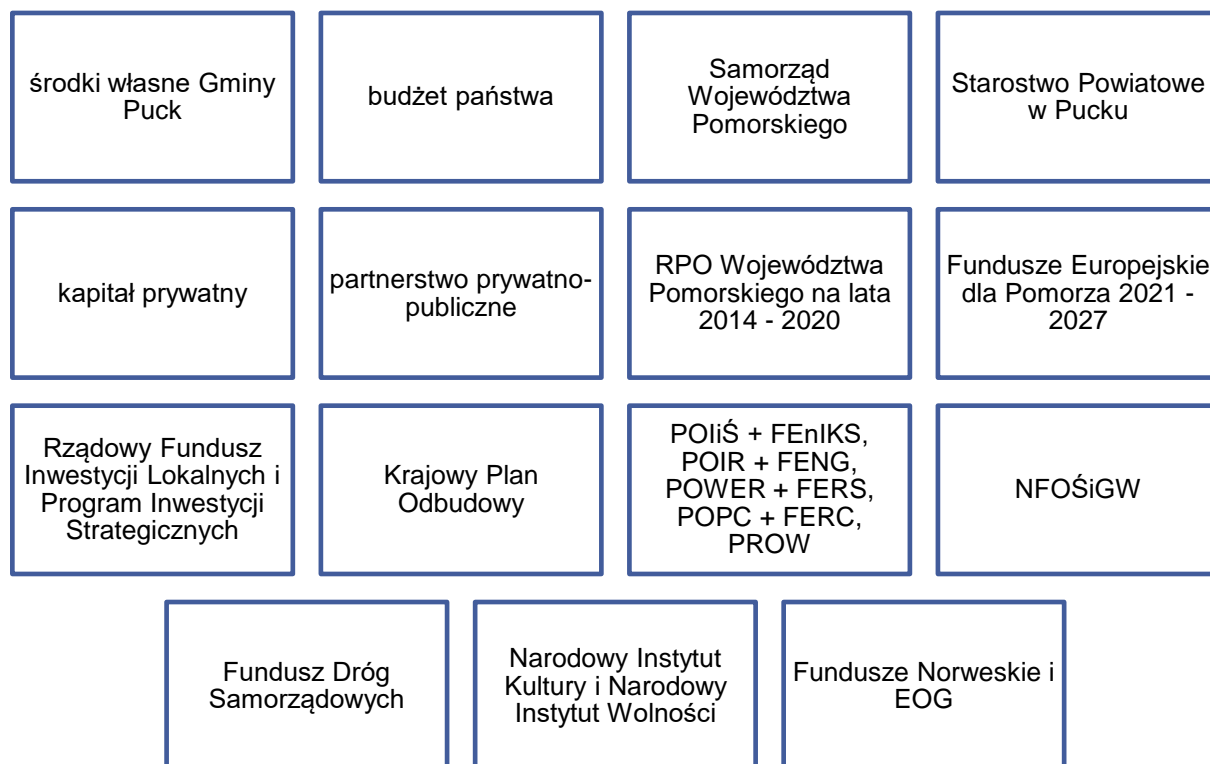 środki własne Gminy
Puck
budżet państwa
Samorząd
Województwa
Pomorskiego
Starostwo Powiatowe
w Pucku
kapitał prywatny
partnerstwo prywatno-
publiczne
RPO Województwa
Pomorskiego na lata
2014 - 2020
Fundusze Europejskie
dla Pomorza 2021 -
2027
Rządowy Fundusz
Inwestycji Lokalnych i
Program Inwestycji
Strategicznych
Krajowy Plan
Odbudowy
POIiŚ + FEnIKS,
POIR + FENG,
POWER + FERS,
POPC + FERC,
PROW
NFOŚiGW
Fundusz Dróg
Samorządowych
Narodowy Instytut
Kultury i Narodowy
Instytut Wolności
Fundusze Norweskie i
EOG